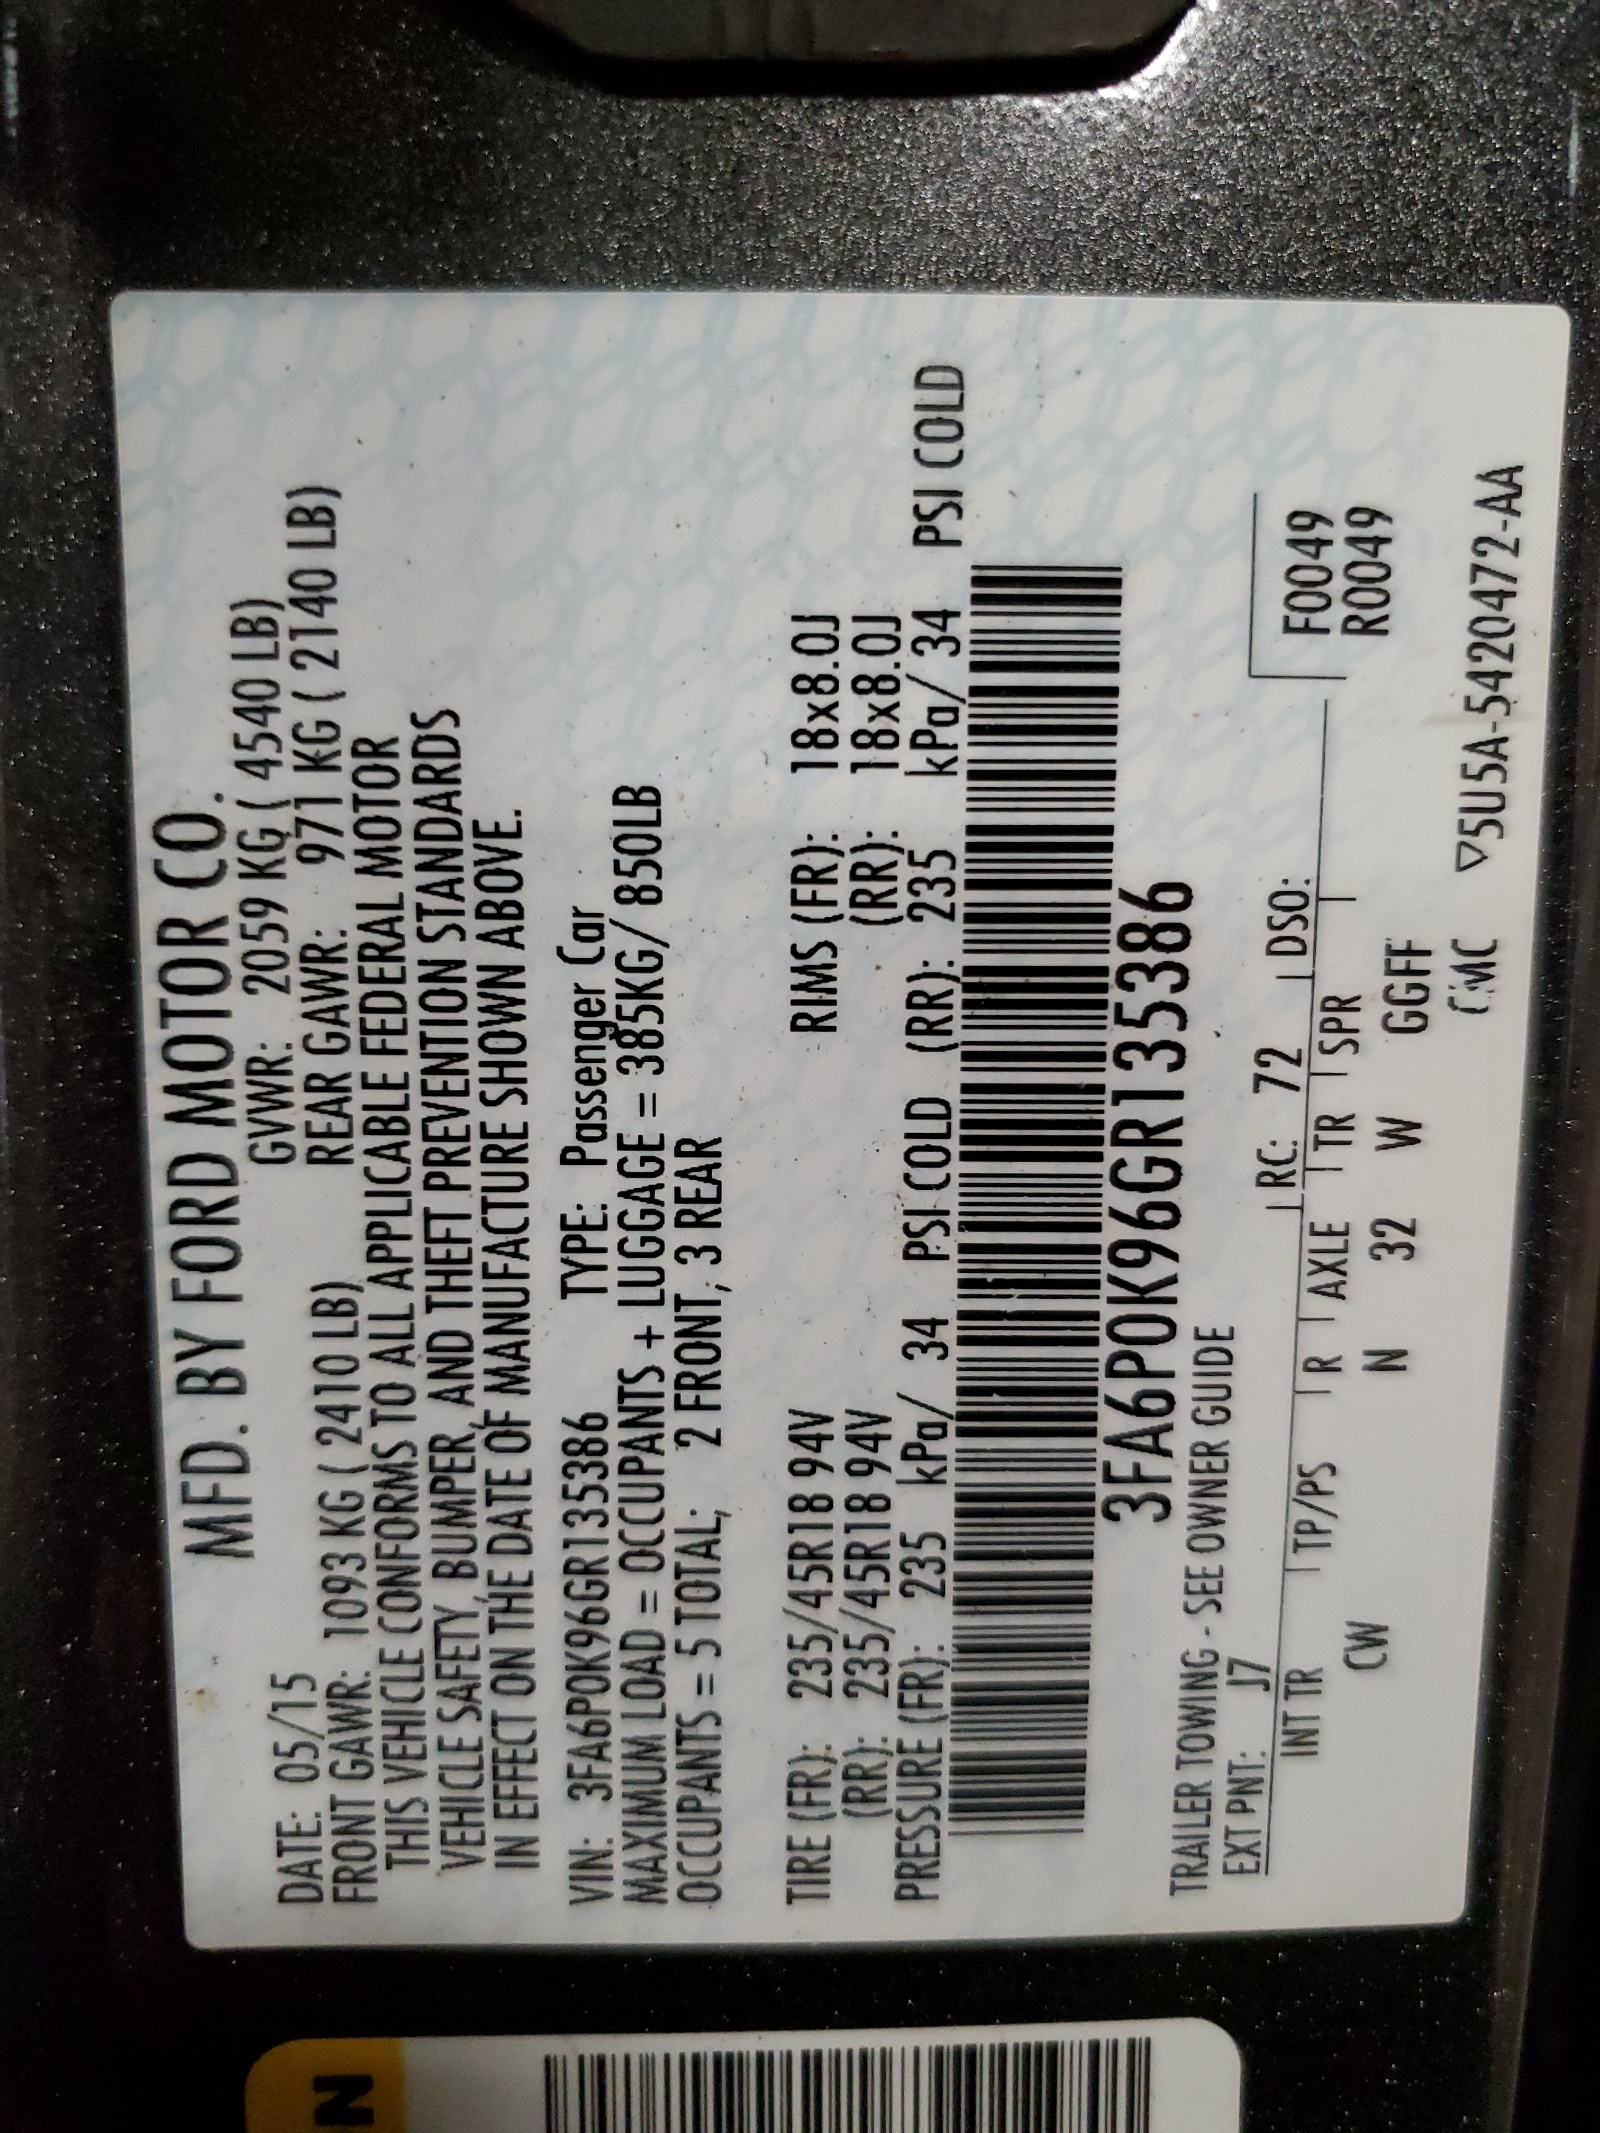 MFD. BY FORD MOTOR CO.
DATE: 05/15 GVWR: 2059 KG ( 4540 LB)
FRONT GAWR: 1093 KG ( 2410 LB) REAR GAWR: 971 KG ( 2140 LB)
THIS VEHICLE CONFORMS TO ALL APPLICABLE FEDERAL MOTOR
VEHICLE SAFETY, BUMPER, AND THEFT PREVENTION STANDARDS
IN EFFECT ON THE DATE OF MANUFACTURE SHOWN ABOVE.
VIN: 3FA6P0K96GR135386 TYPE: Passenger Car
MAXIMUM LOAD = OCCUPANTS + LUGGAGE = 385KG/ 850LB
OCCUPANTS = 5 TOTAL; 2 FRONT, 3 REAR
TIRE (FR): 235/45R18 94V RIMS (FR): 18x8.0J
(RR): 235/45R18 94V (RR): 18x8.0J
PRESSURE (FR): 235 kPa/ 34 PSI COLD (RR): 235 kPa/ 34 PSI COLD
3FA6P0K96GR135386
TRAILER TOWING - SEE OWNER GUIDE
EXT PNT: J7 RC: 72 DSO:
INT TR TP/PS R AXLE TR SPR
CW N 32 W GGFF
F0049
R0049
CMC ▽5U5A-5420472-AA
N